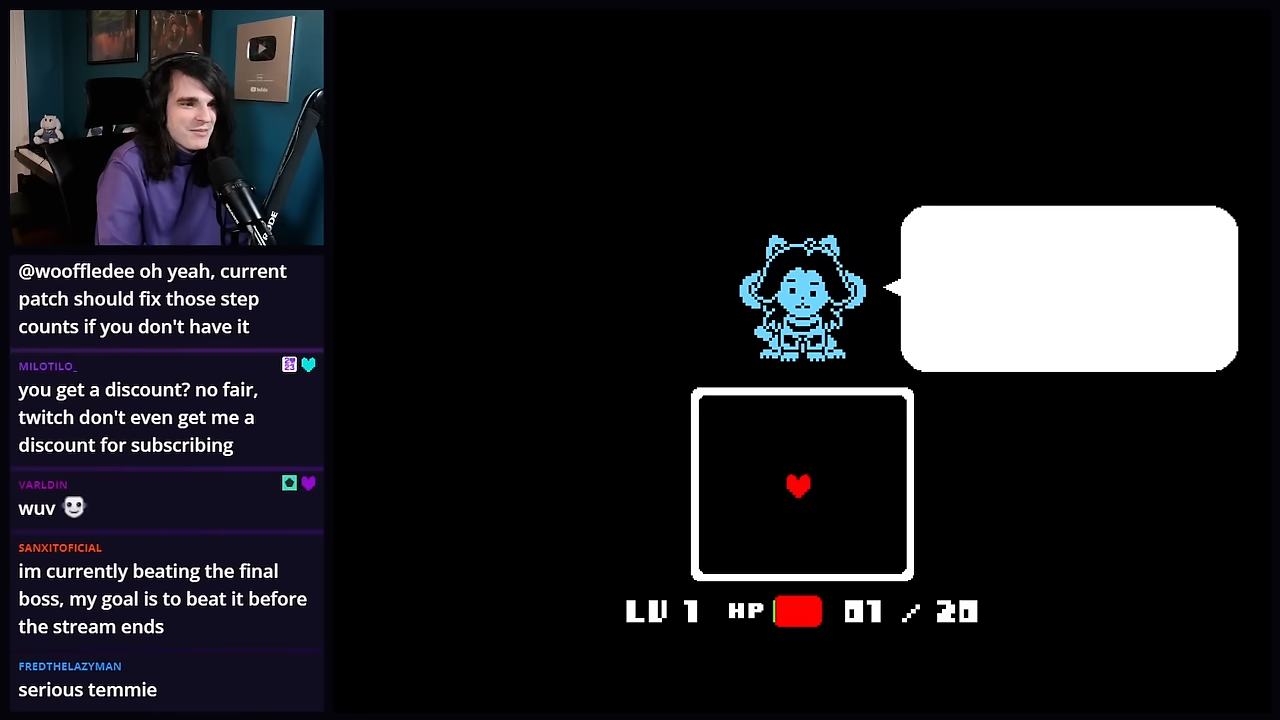 @wooffledee oh yeah, current
patch should fix those step
counts if you don't have it
MILOTILO_
you get a discount? no fair,
twitch don't even get me a
discount for subscribing
VARLDIN
wuv
SANXITOFICIAL
im currently beating the final
boss, my goal is to beat it before
the stream ends
FREDTHELAZYMAN
serious temmie
LV 1 HP 01 / 20